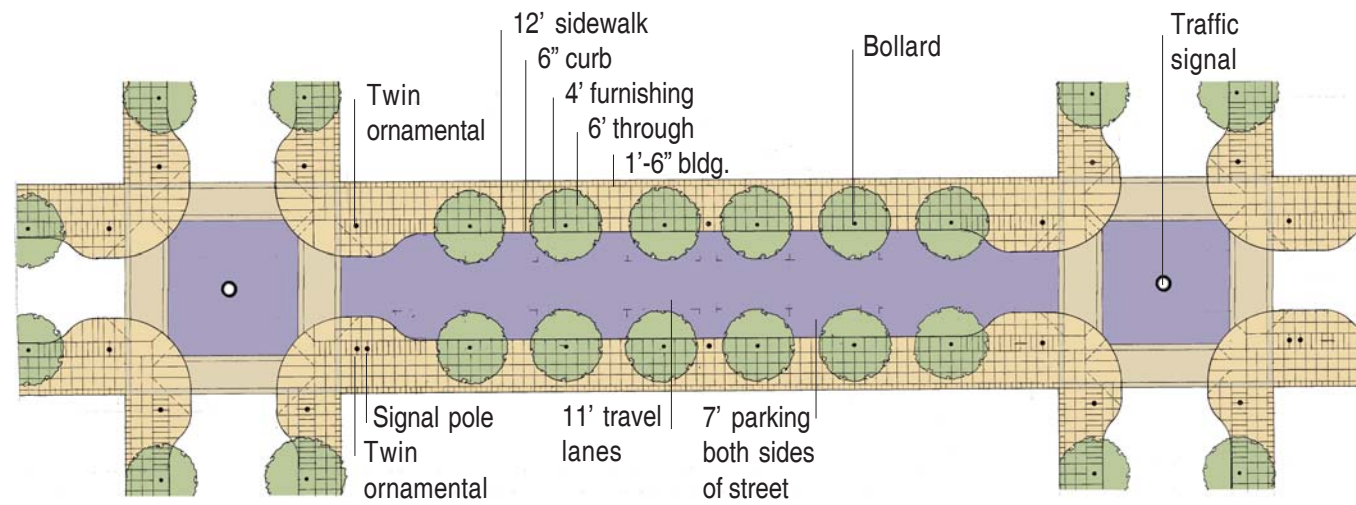 12’ sidewalk
6” curb
4’ furnishing
6’ through
1’-6” bldg.
Twin
ornamental
Bollard
Traffic
signal
Signal pole
Twin
ornamental
11’ travel
lanes
7’ parking
both sides
of street